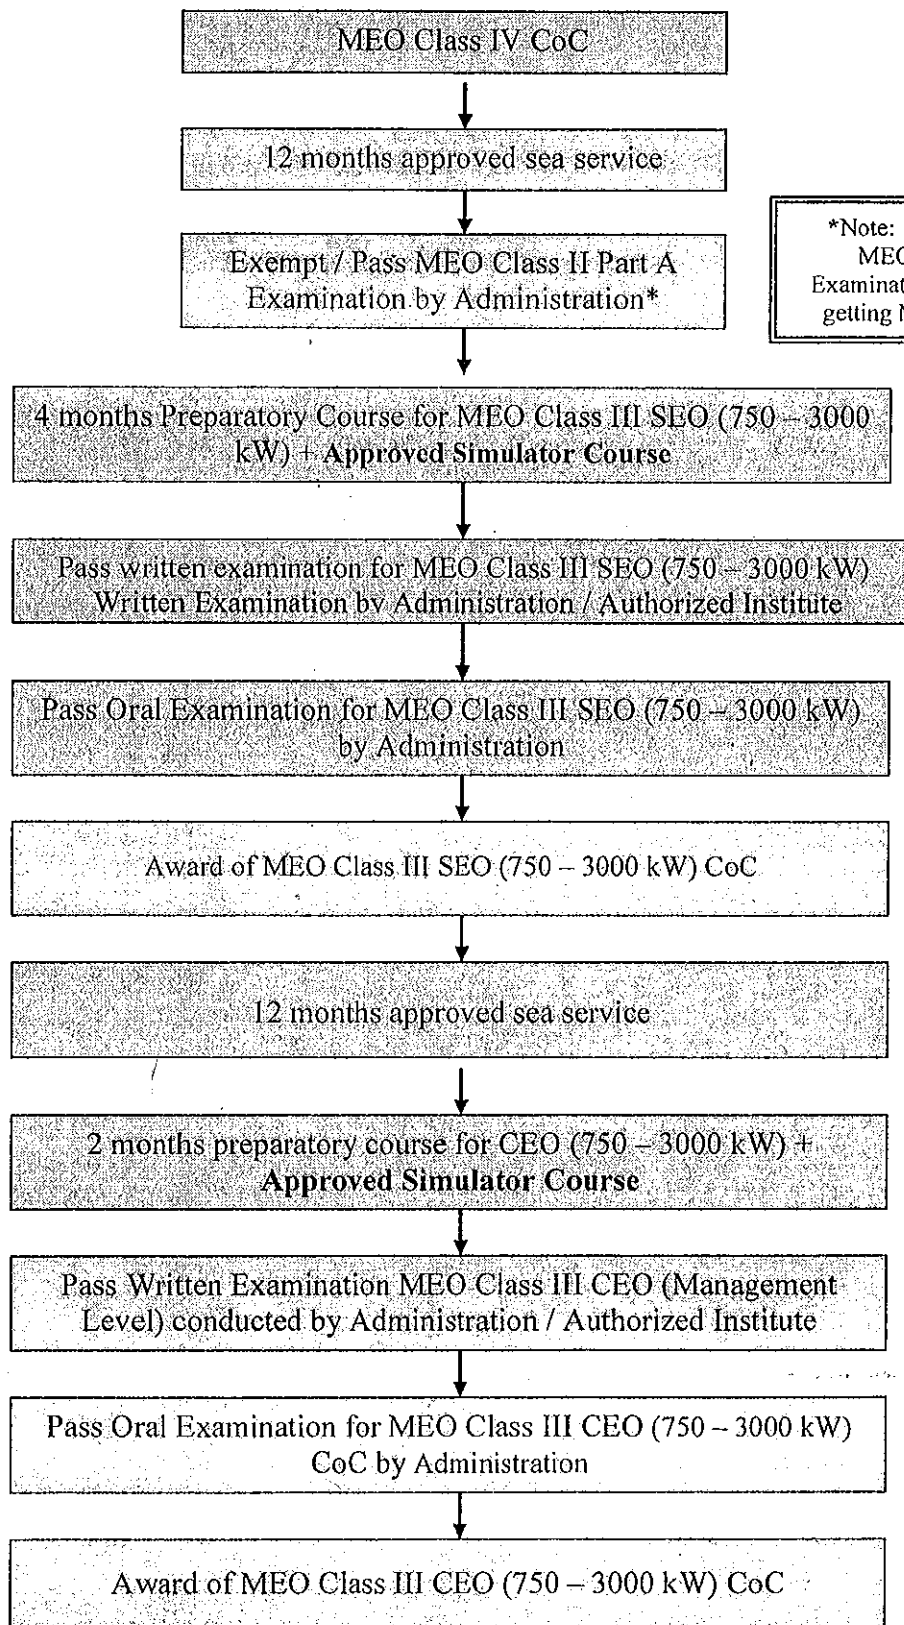 MEO Class IV CoC
12 months approved sea service
Exempt / Pass MEO Class II Part A
Examination by Administration*
*Note:
MEO
Examinat
getting
4 months Preparatory Course for MEO Class III SEO (750 – 3000
kW) + Approved Simulator Course
Pass written examination for MEO Class III SEO (750 – 3000 kW)
Written Examination by Administration / Authorized Institute
Pass Oral Examination for MEO Class III SEO (750 – 3000 kW)
by Administration
Award of MEO Class III SEO (750 – 3000 kW) CoC
12 months approved sea service
2 months preparatory course for CEO (750 – 3000 kW) +
Approved Simulator Course
Pass Written Examination MEO Class III CEO (Management
Level) conducted by Administration / Authorized Institute
Pass Oral Examination for MEO Class III CEO (750 – 3000 kW)
CoC by Administration
Award of MEO Class III CEO (750 – 3000 kW) CoC